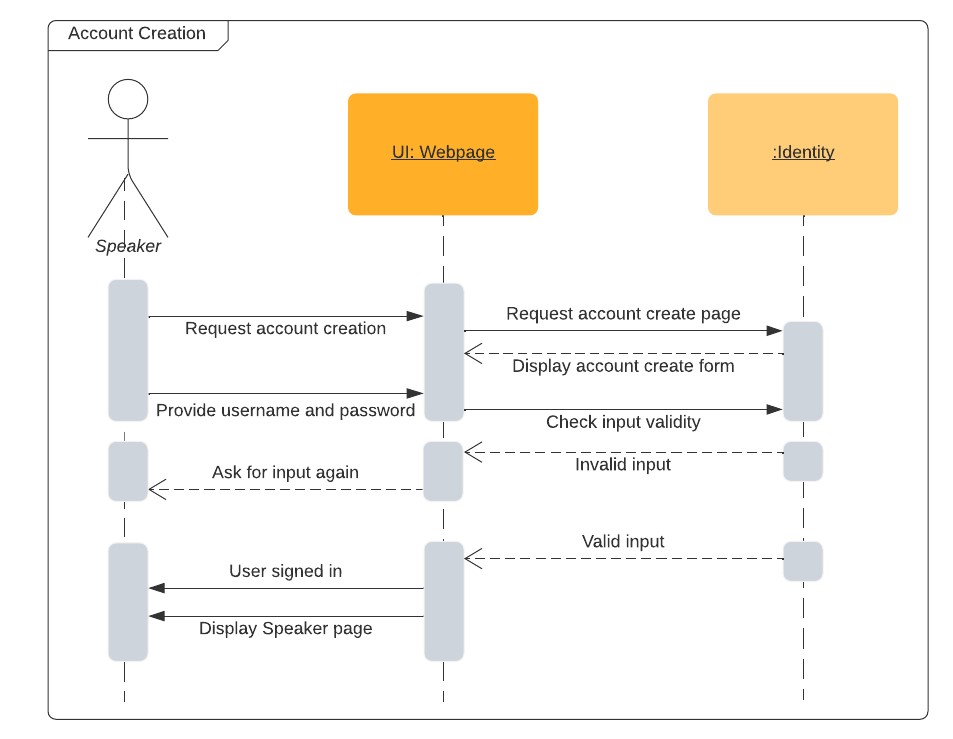 Account Creation
UI: Webpage
:Identity
Speaker
Request account creation
Request account create page
Display account create form
Provide username and password
Check input validity
Invalid input
Ask for input again
Valid input
User signed in
Display Speaker page